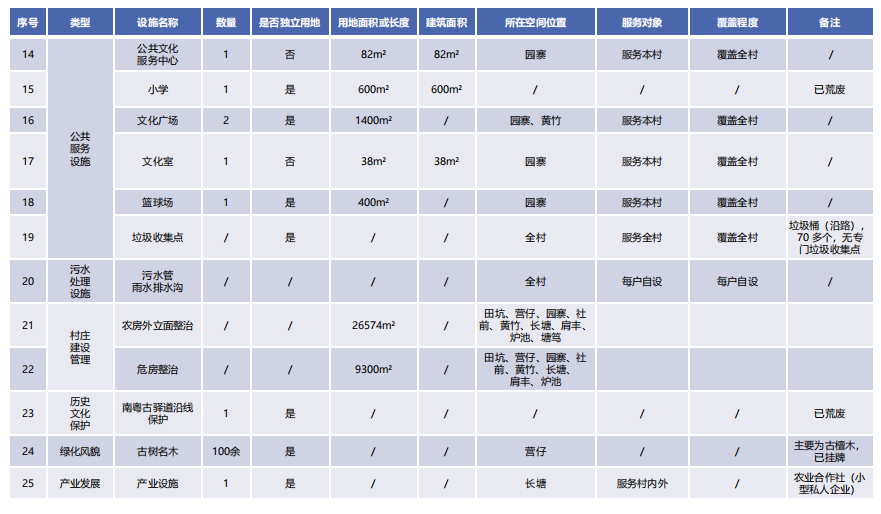 序号 类型 设施名称 数量 是否独立用地 用地面积或长度 建筑面积 所在空间位置 服务对象 覆盖程度 备注
14 公共文化
服务中心 1 否 82m² 82m² 园寨 服务本村 覆盖全村 /
15 小学 1 是 600m² 600m² / / / 已荒废
16 文化广场 2 是 1400m² / 园寨、黄竹 服务本村 覆盖全村 /
公共
服务
设施
17 文化室 1 否 38m² 38m² 园寨 服务本村 覆盖全村 /
18 篮球场 1 是 400m² / 园寨 服务本村 覆盖全村 /
19 垃圾收集点 / 是 / / 全村 服务全村 覆盖全村 垃圾桶（沿路），
70 多个，无专
门垃圾收集点
污水
处理
设施
20 污水管
雨水排水沟 / / / / 全村 每户自设 每户自设 /
村庄
建设
管理
21 农房外立面整治 / / 26574m² 田坑、营仔、园寨、社
前、黄竹、长塘、肩丰、
炉池、塘笃
22 危房整治 / / 9300m² 田坑、营仔、园寨、社
前、黄竹、长塘、
肩丰、炉池
历史
文化
保护
23 南粤古驿道沿线
保护 1 是 / / / / / 已荒废
24 绿化风貌 古树名木 100余 是 / / 营仔 / / 主要为古檀木，
已挂牌
25 产业发展 产业设施 1 是 / / 长塘 服务村内外 / 农业合作社（小
型私人企业）